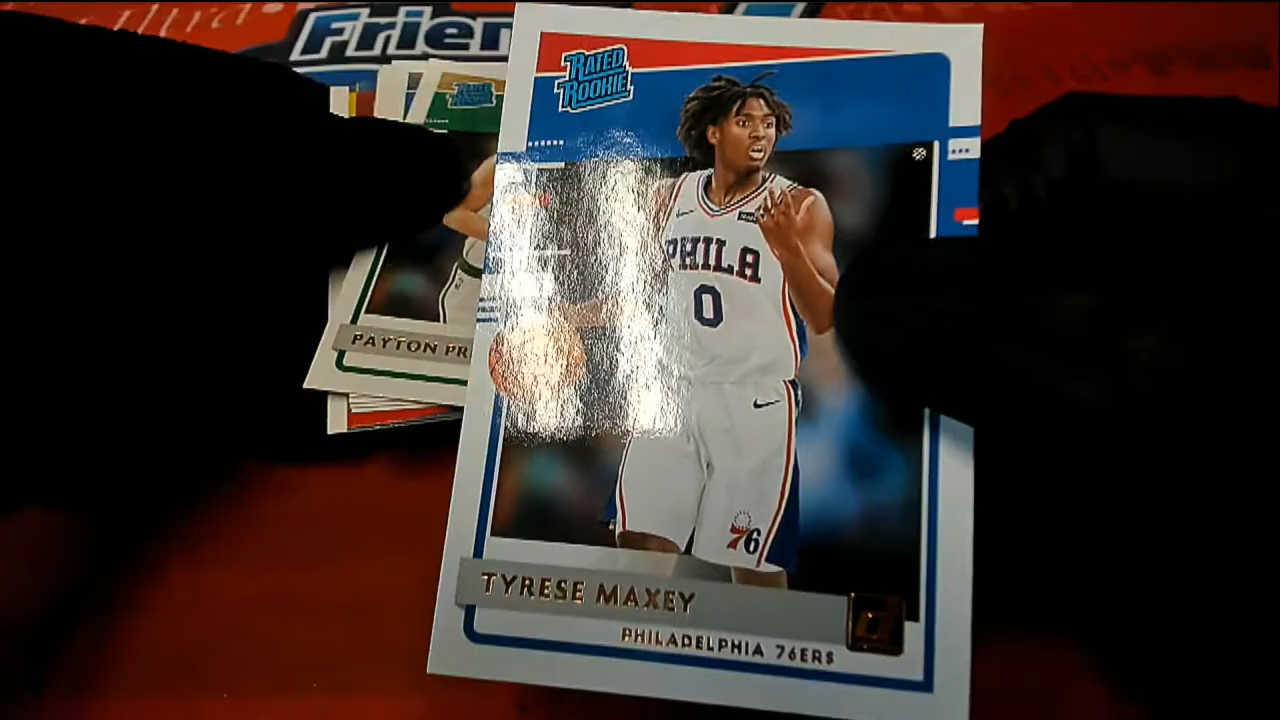 Frien
RATED
ROOKIE
RATED
ROOKIE
PHILA
0
76
PAYTON PR
TYRESE MAXEY
PHILADELPHIA 76ERS